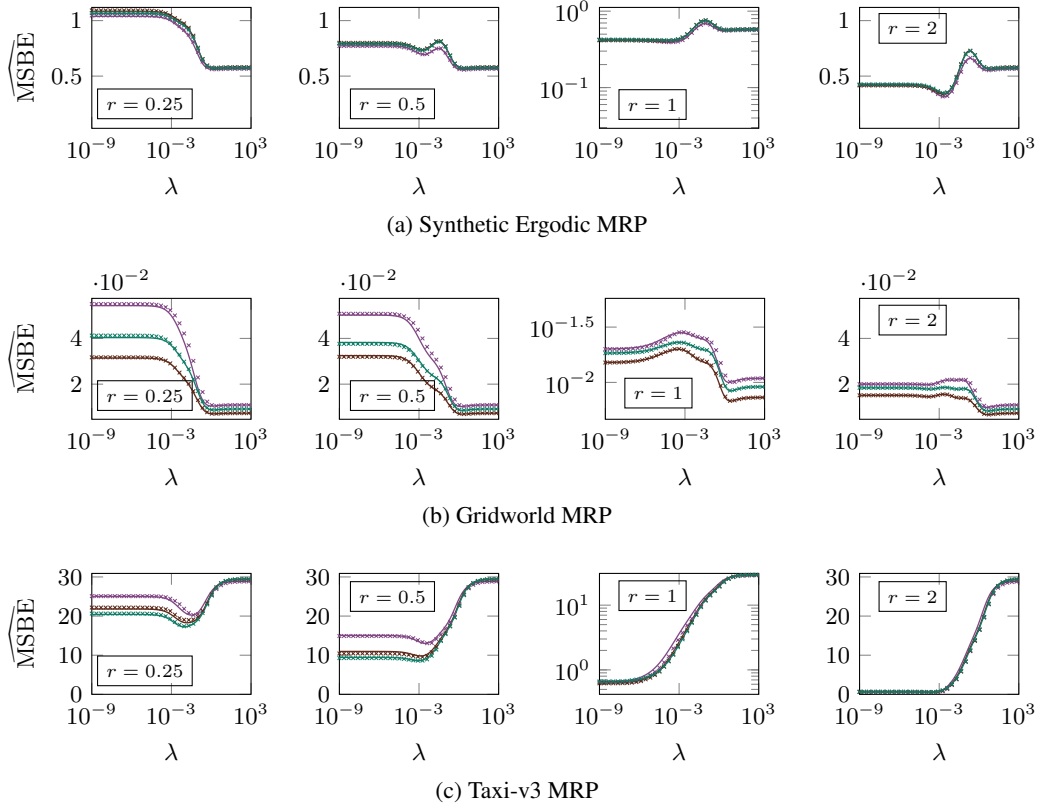 1
0.5
10^−9 10^−3 10^3
λ
MSBE
r = 0.25
1
0.5
10^−9 10^−3 10^3
λ
r = 0.5
10^0
10^−1
10^−9 10^−3 10^3
λ
r = 1
1
0.5
10^−9 10^−3 10^3
λ
r = 2
(a) Synthetic Ergodic MRP
·10^−2
4
2
10^−9 10^−3 10^3
λ
MSBE
r = 0.25
·10^−2
4
2
10^−9 10^−3 10^3
λ
r = 0.5
10^−1.5
10^−2
10^−9 10^−3 10^3
λ
r = 1
·10^−2
4
2
10^−9 10^−3 10^3
λ
r = 2
(b) Gridworld MRP
30
20
10
0
10^−9 10^−3 10^3
λ
MSBE
r = 0.25
30
20
10
0
10^−9 10^−3 10^3
λ
r = 0.5
10^1
10^0
10^−9 10^−3 10^3
λ
r = 1
30
20
10
0
10^−9 10^−3 10^3
λ
r = 2
(c) Taxi-v3 MRP